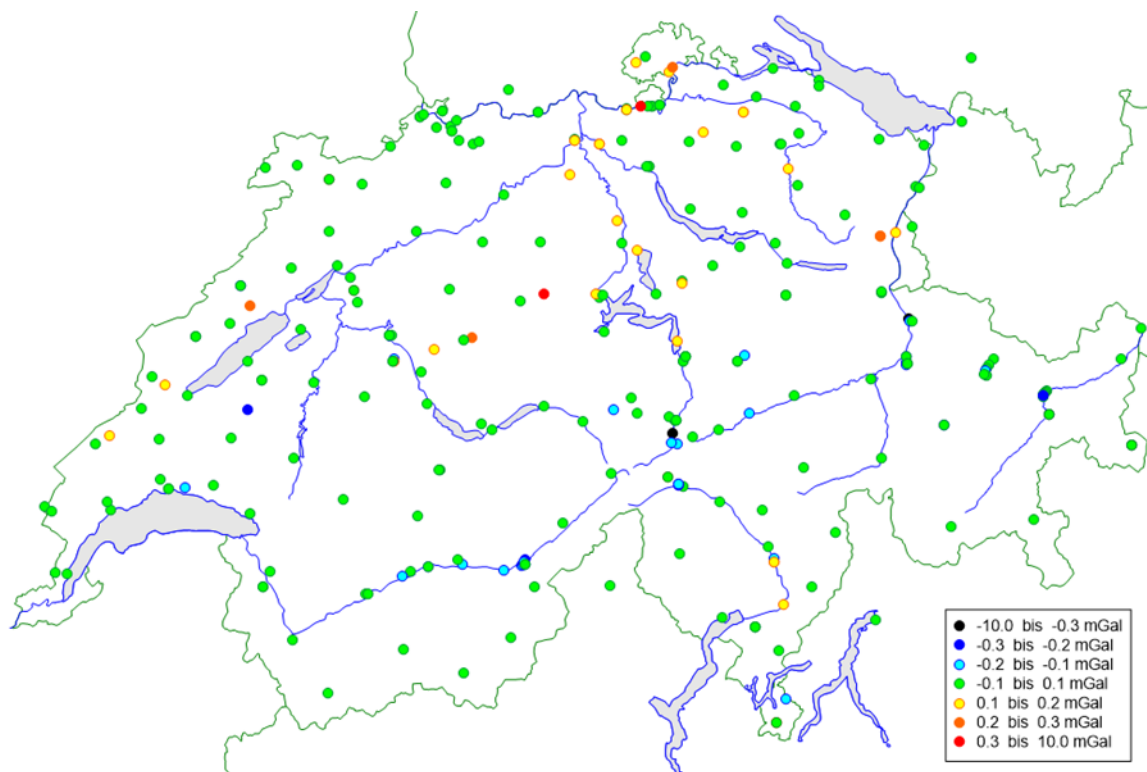 -10.0 bis -0.3 mGal
-0.3 bis -0.2 mGal
-0.2 bis -0.1 mGal
-0.1 bis 0.1 mGal
0.1 bis 0.2 mGal
0.2 bis 0.3 mGal
0.3 bis 10.0 mGal